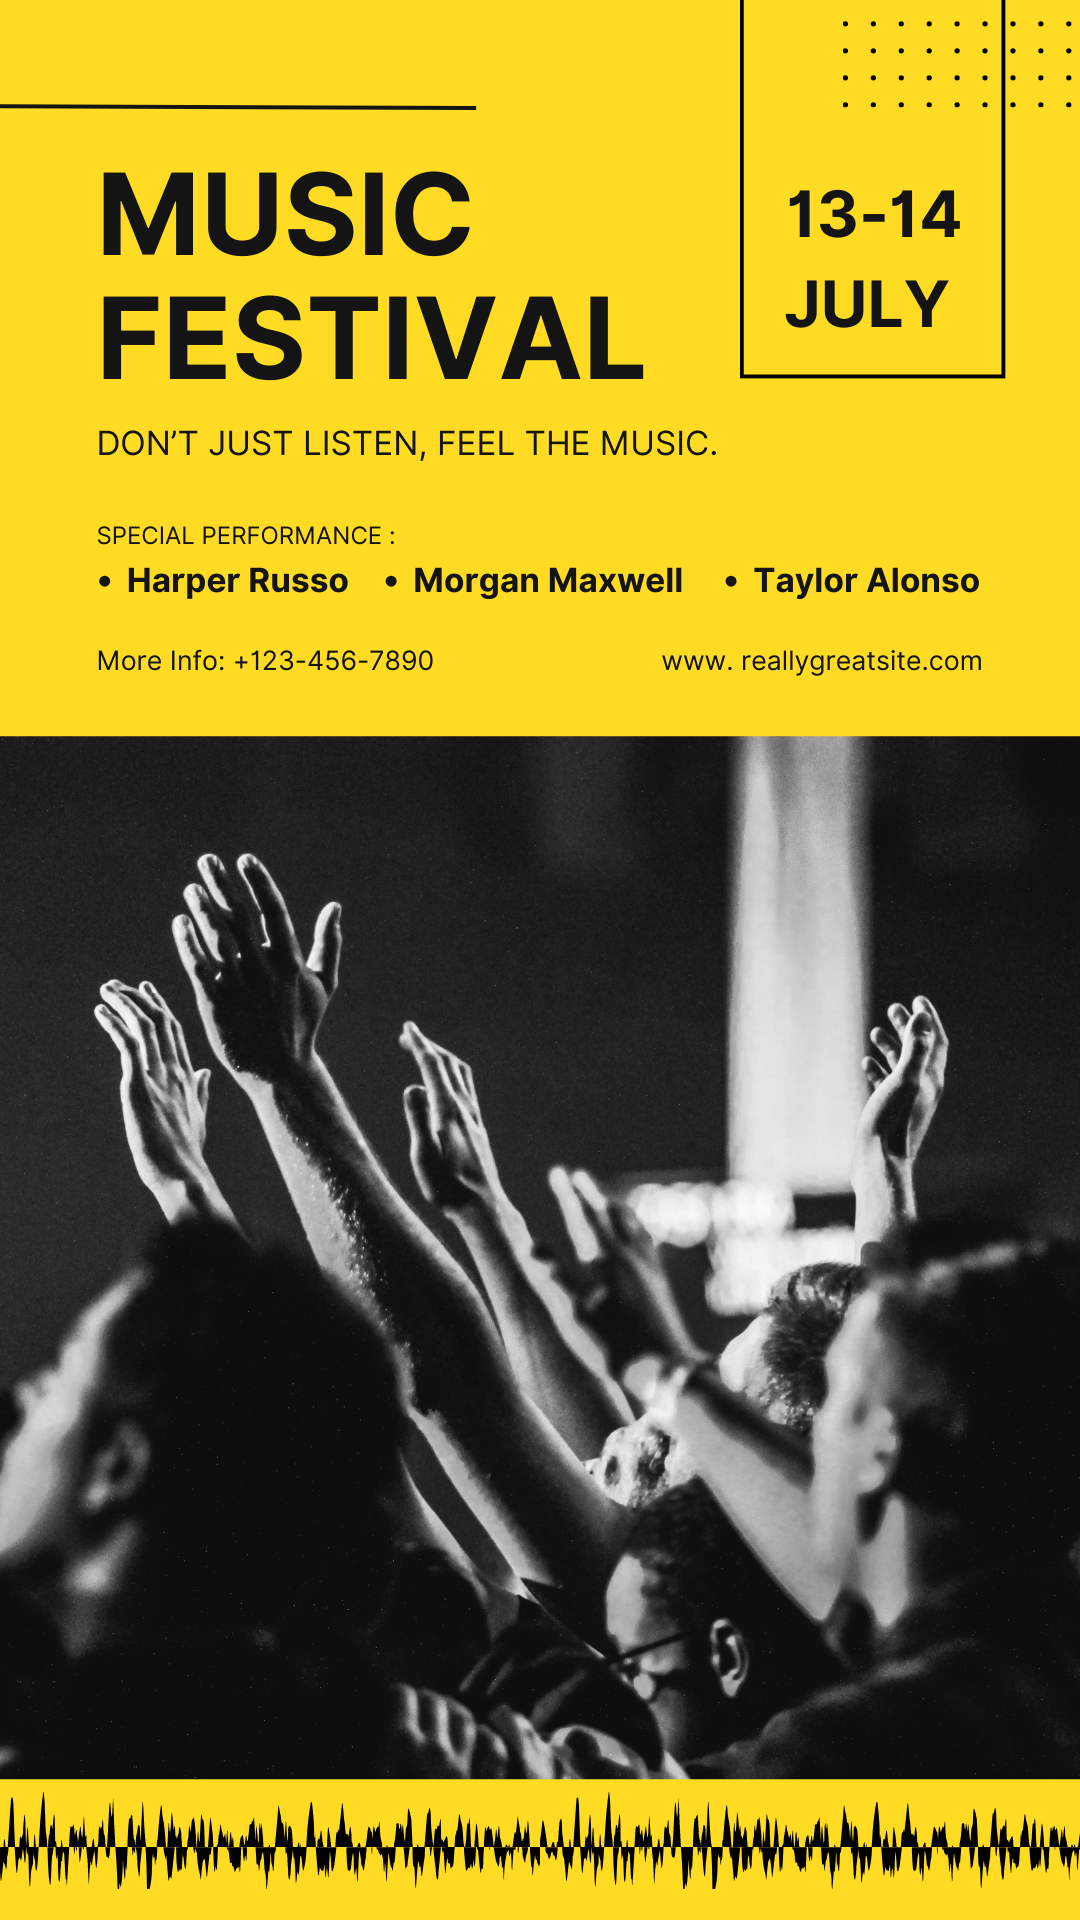 MUSIC
FESTIVAL
13-14
JULY
DON’T JUST LISTEN, FEEL THE MUSIC.
SPECIAL PERFORMANCE :
• Harper Russo • Morgan Maxwell • Taylor Alonso
More Info: +123-456-7890 www. reallygreatsite.com